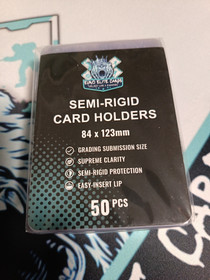 SEMI-RIGID
CARD HOLDERS
84 x 123mm
GRADING SUBMISSION SIZE
SUPREME CLARITY
SEMI-RIGID PROTECTION
EASY-INSERT LIP
50 PCS